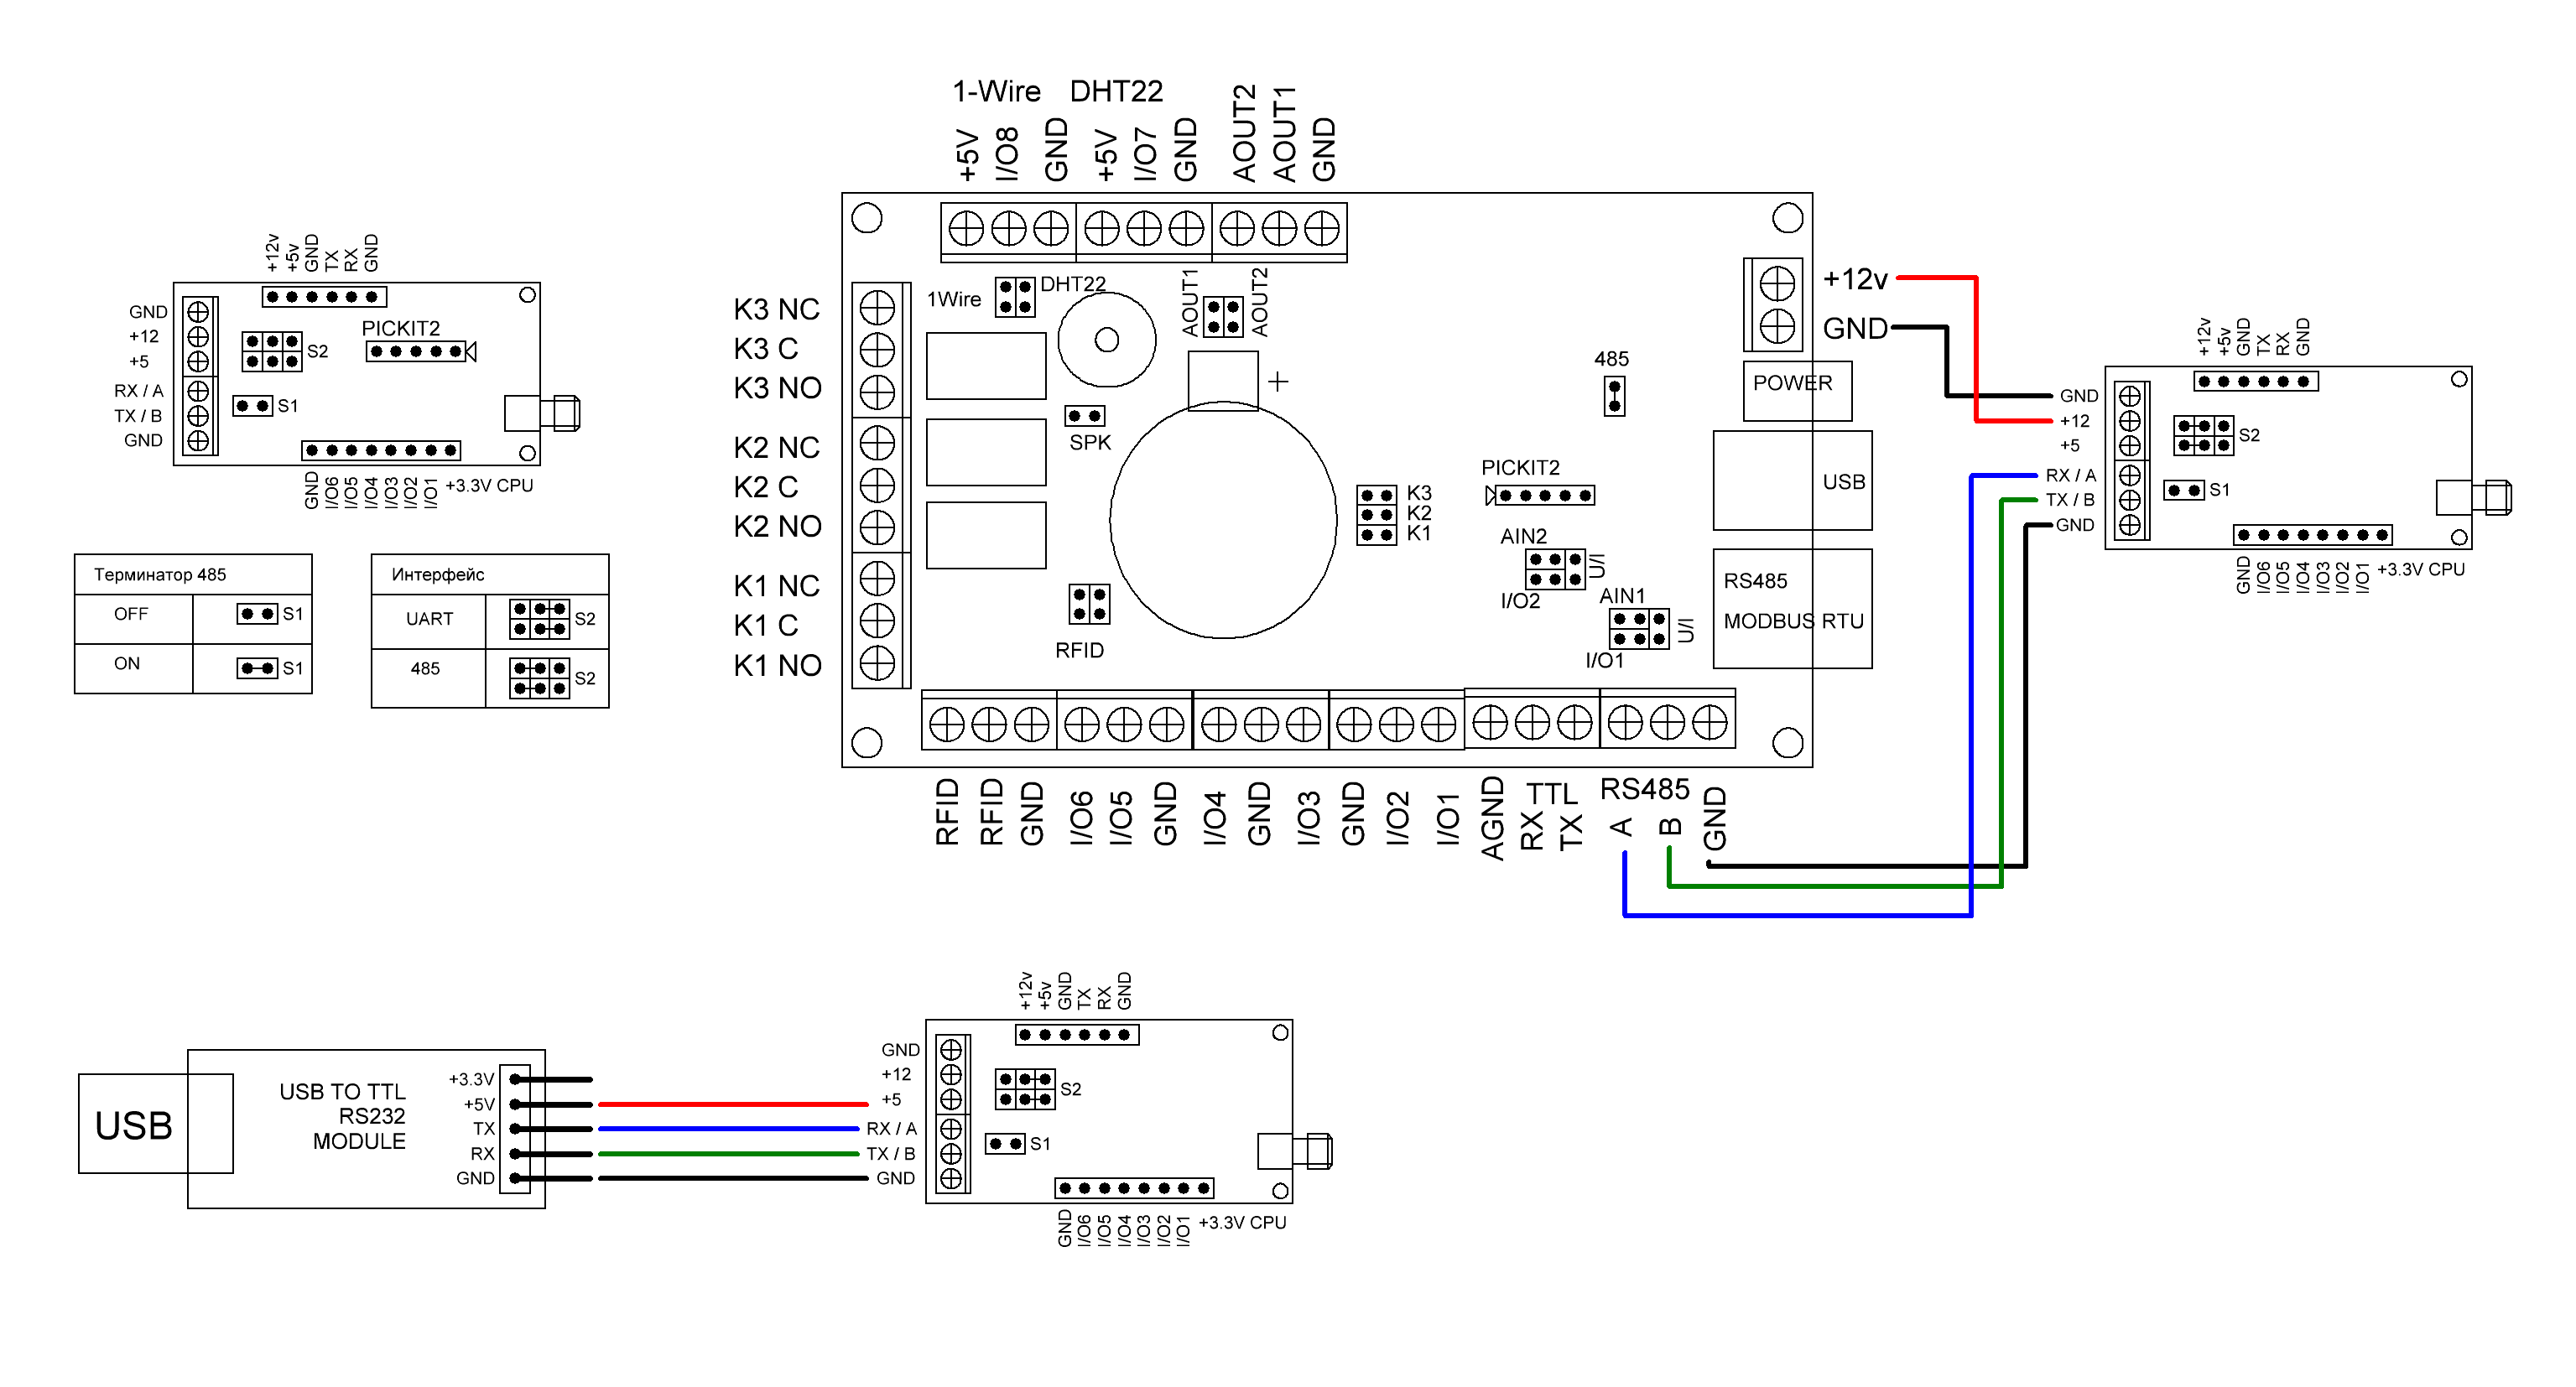 1-Wire DHT22
+5V I/O8 GND +5V I/O7 GND AOUT2 AOUT1 GND
+12v +5v GND TX RX GND
GND
+12
+5
RX / A
TX / B
GND
S2
PICKIT2
S1
GND I/O6 I/O5 I/O4 I/O3 I/O2 I/O1 +3.3V CPU
Терминатор 485
OFF S1
ON S1
Интерфейс
UART S2
485 S2
K3 NC
K3 C
K3 NO
K2 NC
K2 C
K2 NO
K1 NC
K1 C
K1 NO
1Wire DHT22
AOUT1 AOUT2
+
SPK
RFID
K3
K2
K1
485
PICKIT2
AIN2
U/I
I/O2
AIN1
U/I
I/O1
+12v
GND
POWER
USB
RS485
MODBUS RTU
RFID RFID GND I/O6 I/O5 GND I/O4 GND I/O3 GND I/O2 I/O1 AGND
TTL
RX TX
RS485
A B GND
+12v +5v GND TX RX GND
GND
+12
+5
RX / A
TX / B
GND
S2
S1
GND I/O6 I/O5 I/O4 I/O3 I/O2 I/O1 +3.3V CPU
USB
USB TO TTL
RS232
MODULE
+3.3V
+5V
TX
RX
GND
+12v +5v GND TX RX GND
GND
+12
+5
RX / A
TX / B
GND
S2
S1
GND I/O6 I/O5 I/O4 I/O3 I/O2 I/O1 +3.3V CPU